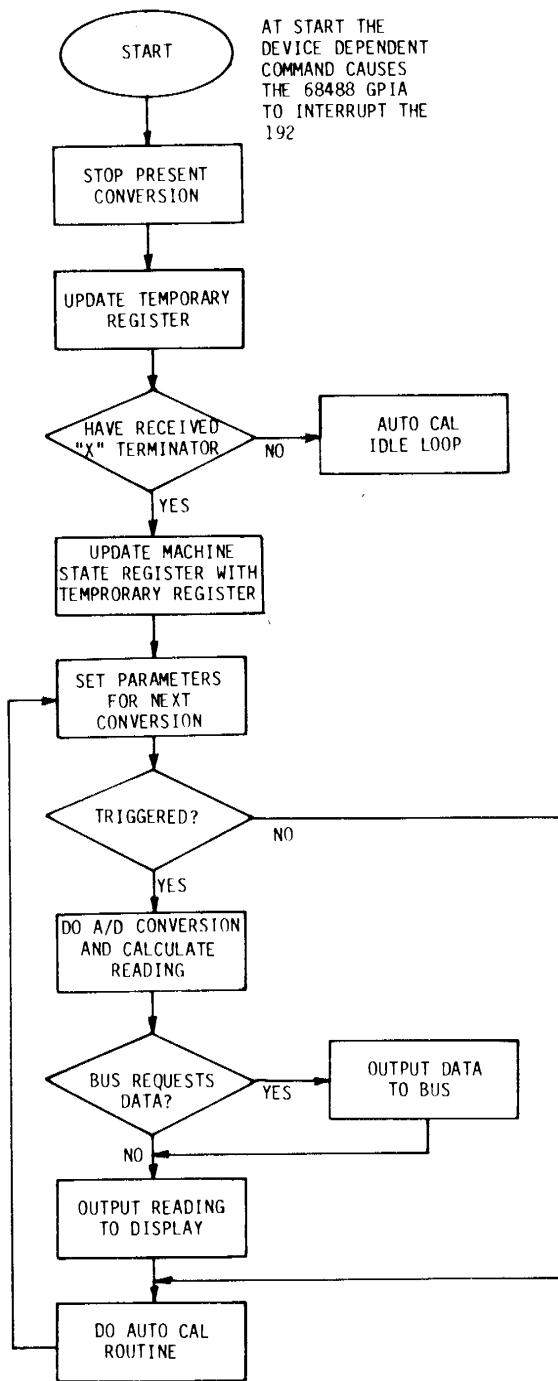 START
AT START THE
DEVICE DEPENDENT
COMMAND CAUSES
THE 68488 GPIA
TO INTERRUPT THE
192
STOP PRESENT
CONVERSION
UPDATE TEMPORARY
REGISTER
HAVE RECEIVED
"X" TERMINATOR
NO
AUTO CAL
IDLE LOOP
YES
UPDATE MACHINE
STATE REGISTER WITH
TEMPRORARY REGISTER
SET PARAMETERS
FOR NEXT
CONVERSION
TRIGGERED?
NO
YES
DO A/D CONVERSION
AND CALCULATE
READING
BUS REQUESTS
DATA?
YES
OUTPUT DATA
TO BUS
NO
OUTPUT READING
TO DISPLAY
DO AUTO CAL
ROUTINE